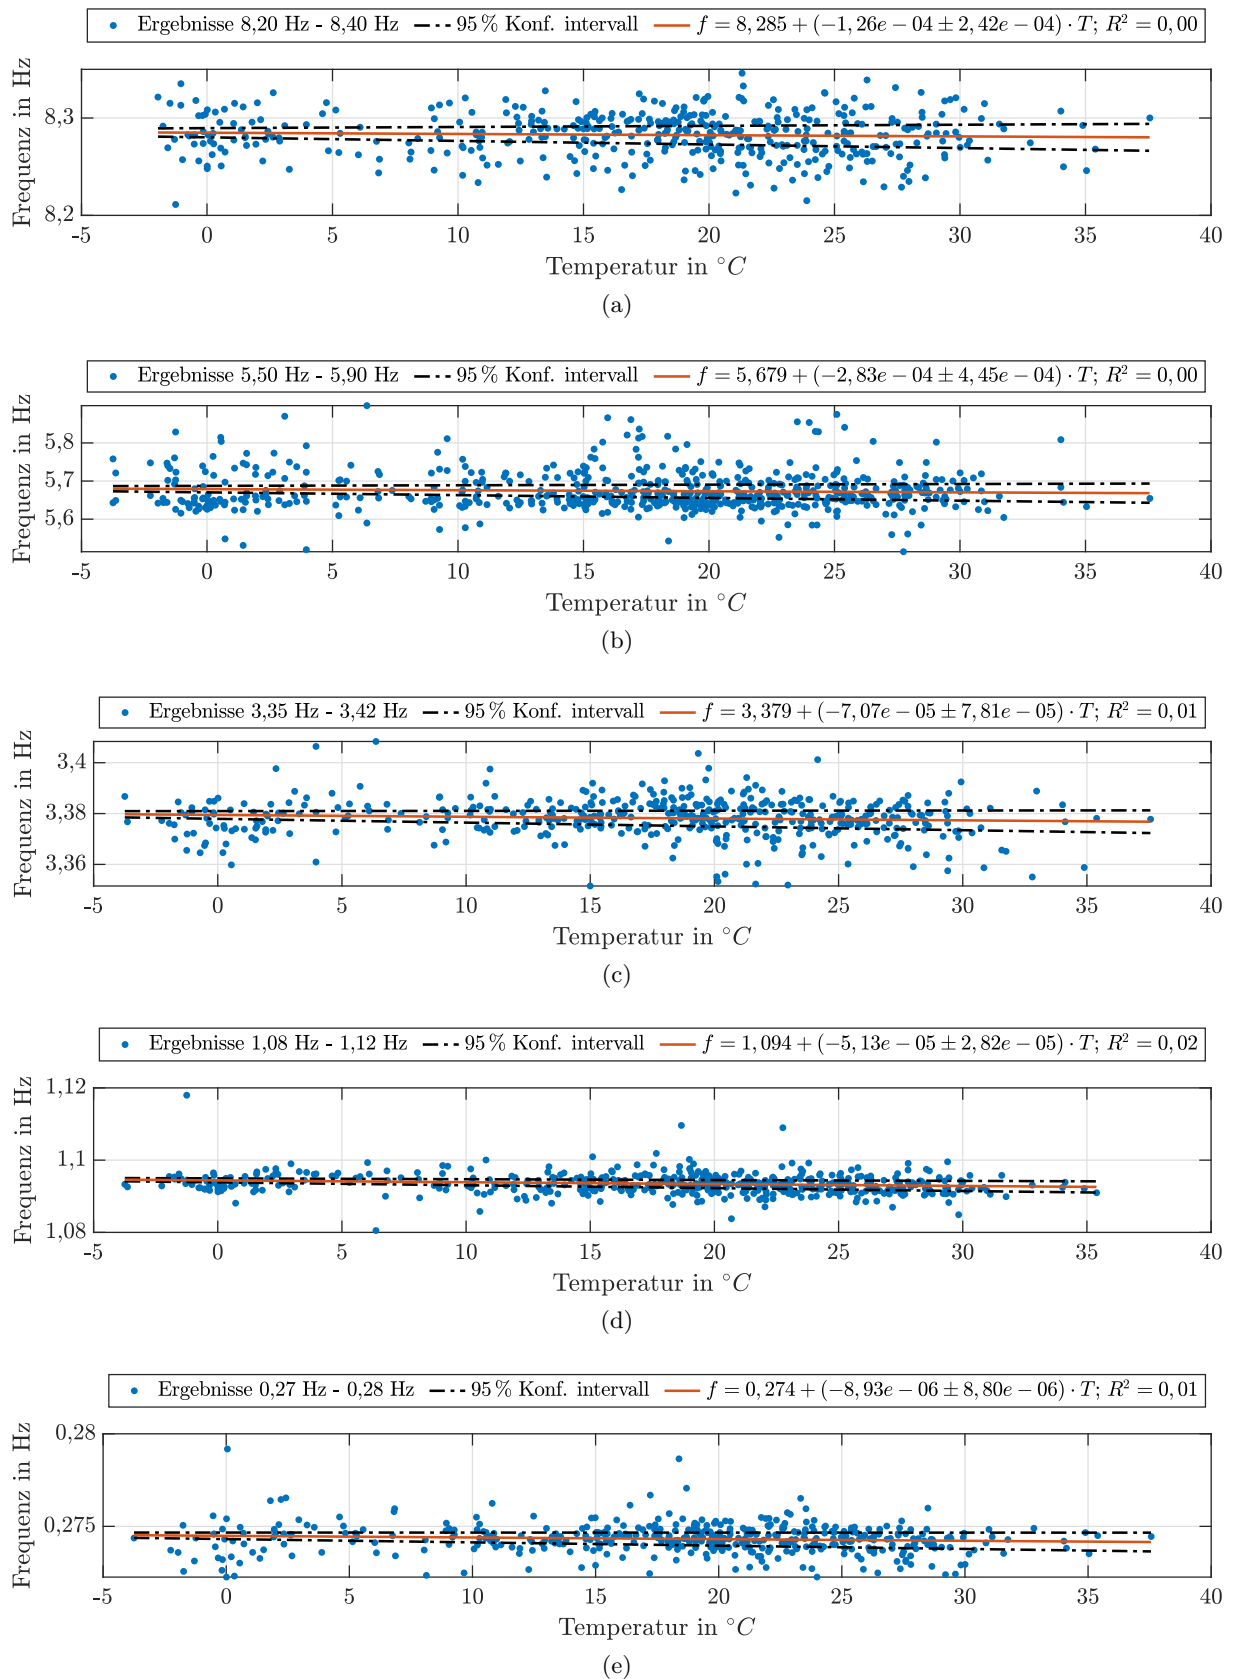 Ergebnisse 8,20 Hz - 8,40 Hz 95 % Konf. intervall f = 8,285 + (−1,26e − 04 ± 2,42e − 04) · T; R² = 0,00
Frequenz in Hz
8,3
8,2
-5 0 5 10 15 20 25 30 35 40
Temperatur in °C
(a)
Ergebnisse 5,50 Hz - 5,90 Hz 95 % Konf. intervall f = 5,679 + (−2,83e − 04 ± 4,45e − 04) · T; R² = 0,00
Frequenz in Hz
5,8
5,7
5,6
-5 0 5 10 15 20 25 30 35 40
Temperatur in °C
(b)
Ergebnisse 3,35 Hz - 3,42 Hz 95 % Konf. intervall f = 3,379 + (−7,07e − 05 ± 7,81e − 05) · T; R² = 0,01
Frequenz in Hz
3,4
3,38
3,36
-5 0 5 10 15 20 25 30 35 40
Temperatur in °C
(c)
Ergebnisse 1,08 Hz - 1,12 Hz 95 % Konf. intervall f = 1,094 + (−5,13e − 05 ± 2,82e − 05) · T; R² = 0,02
Frequenz in Hz
1,12
1,1
1,08
-5 0 5 10 15 20 25 30 35 40
Temperatur in °C
(d)
Ergebnisse 0,27 Hz - 0,28 Hz 95 % Konf. intervall f = 0,274 + (−8,93e − 06 ± 8,80e − 06) · T; R² = 0,01
Frequenz in Hz
0,28
0,275
-5 0 5 10 15 20 25 30 35 40
Temperatur in °C
(e)